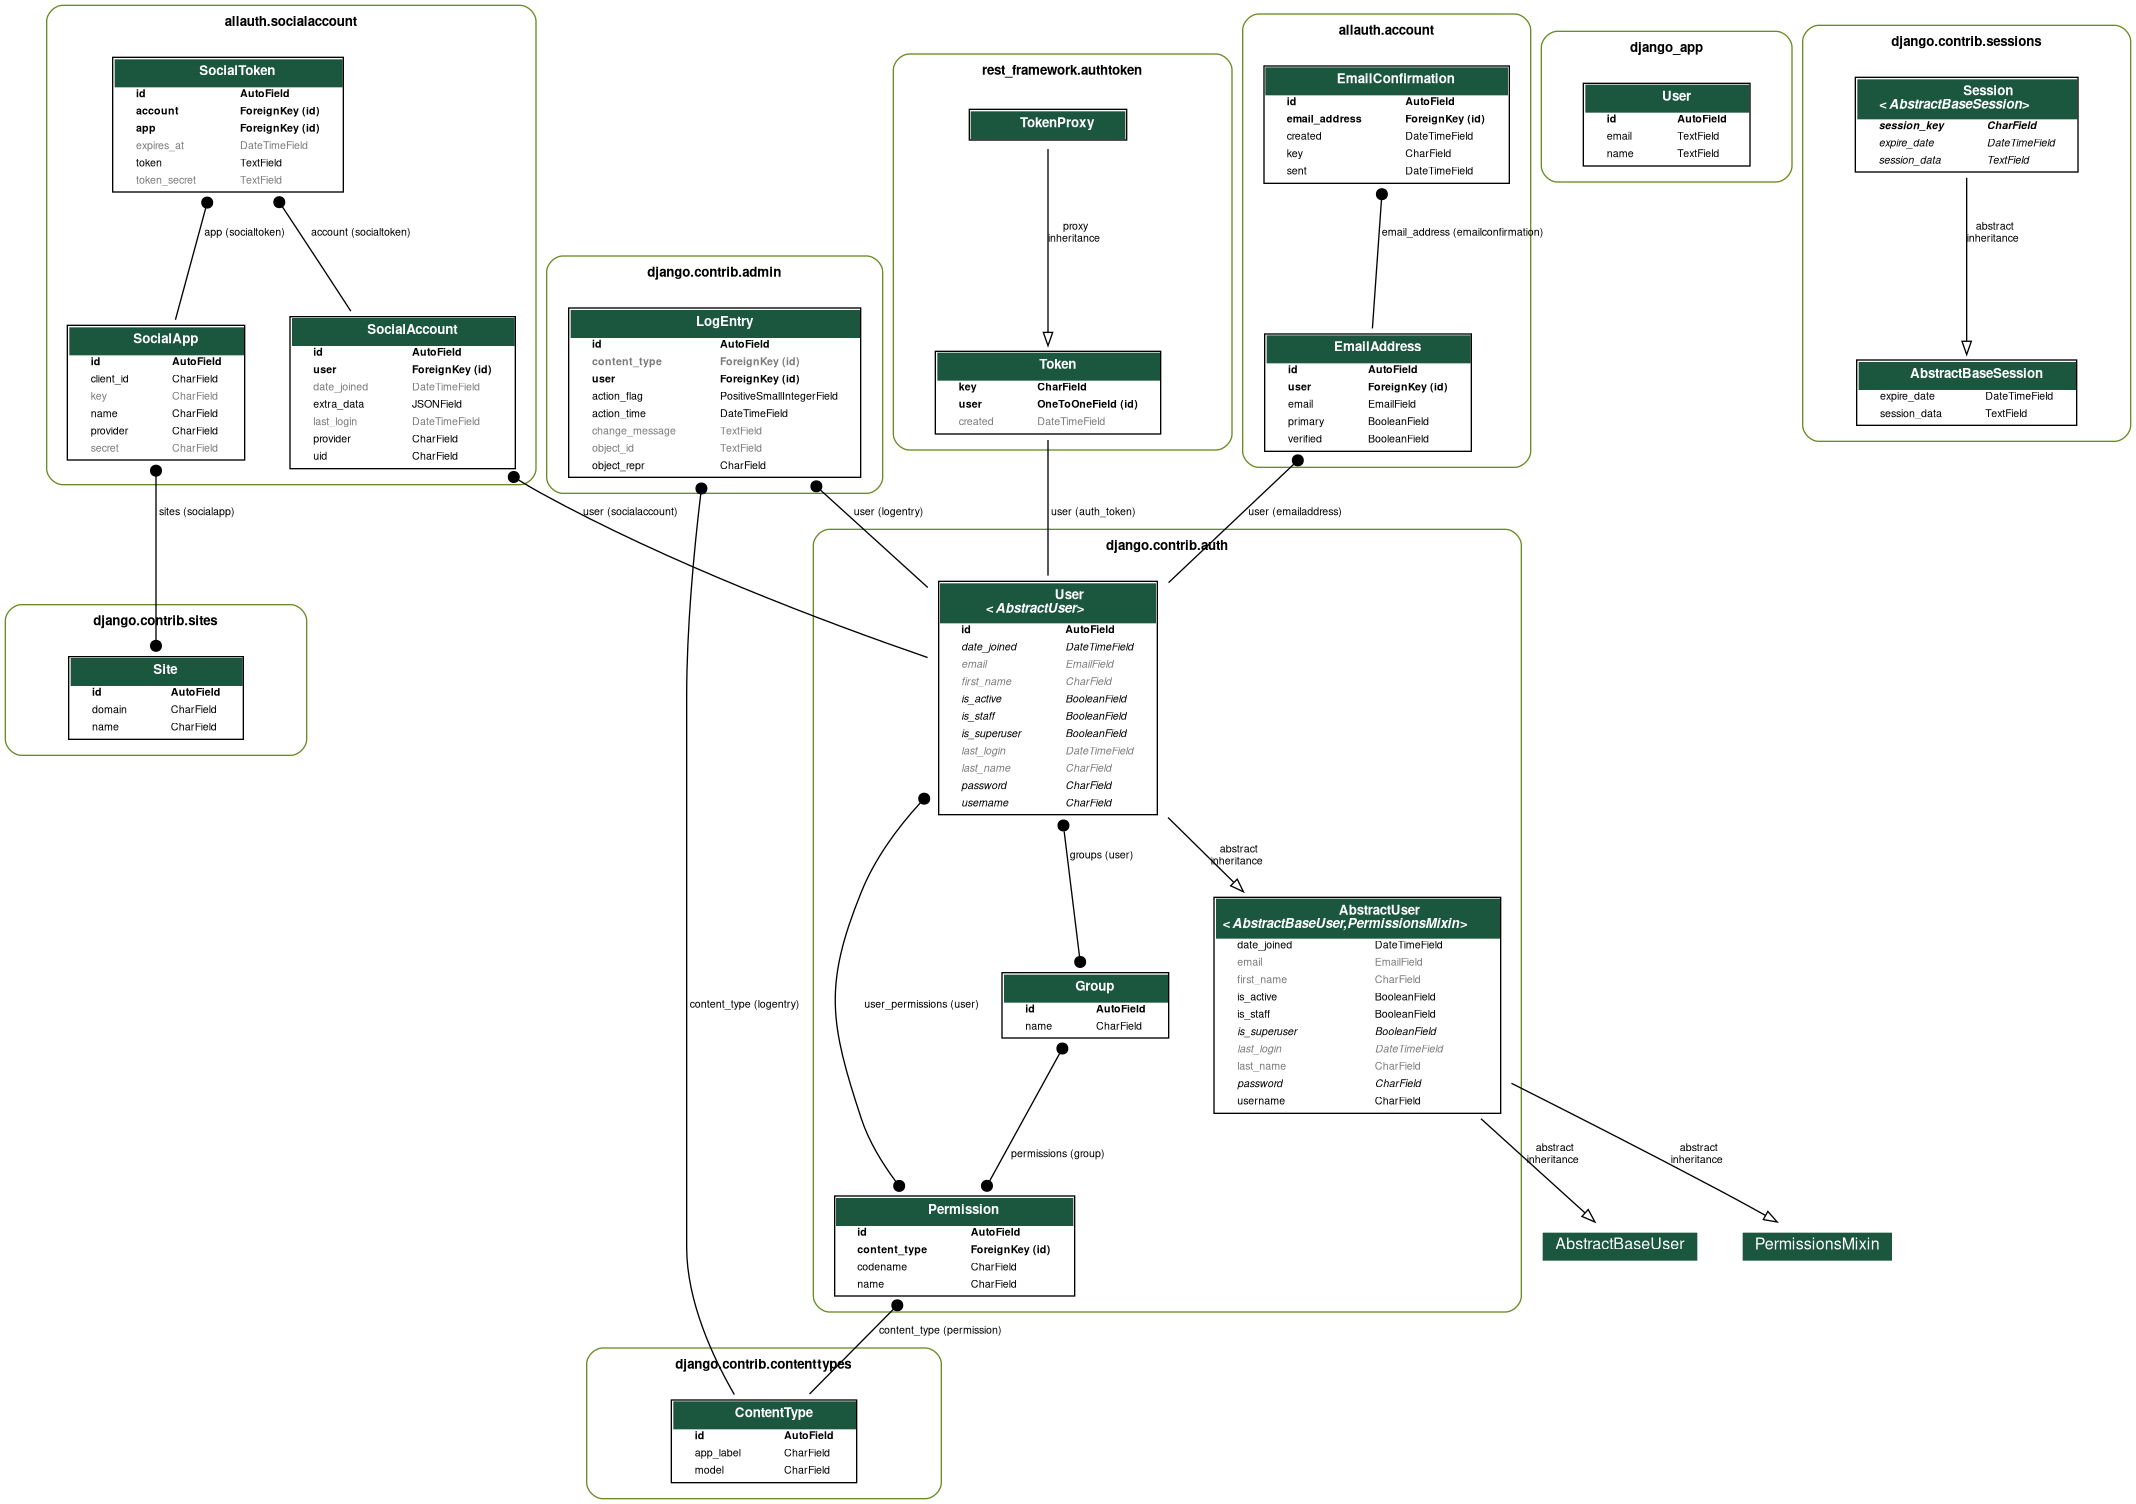 allauth.socialaccount
SocialToken
id AutoField
account ForeignKey (id)
app ForeignKey (id)
expires_at DateTimeField
token TextField
token_secret TextField
app (socialtoken)
account (socialtoken)
SocialApp
id AutoField
client_id CharField
key CharField
name CharField
provider CharField
secret CharField
SocialAccount
id AutoField
user ForeignKey (id)
date_joined DateTimeField
extra_data JSONField
last_login DateTimeField
provider CharField
uid CharField
django.contrib.admin
LogEntry
id AutoField
content_type ForeignKey (id)
user ForeignKey (id)
action_flag PositiveSmallIntegerField
action_time DateTimeField
change_message TextField
object_id TextField
object_repr CharField
rest_framework.authtoken
TokenProxy
proxy
inheritance
Token
key CharField
user OneToOneField (id)
created DateTimeField
allauth.account
EmailConfirmation
id AutoField
email_address ForeignKey (id)
created DateTimeField
key CharField
sent DateTimeField
email_address (emailconfirmation)
EmailAddress
id AutoField
user ForeignKey (id)
email EmailField
primary BooleanField
verified BooleanField
django_app
User
id AutoField
email TextField
name TextField
django.contrib.sessions
Session
<AbstractBaseSession>
session_key CharField
expire_date DateTimeField
session_data TextField
abstract
inheritance
AbstractBaseSession
expire_date DateTimeField
session_data TextField
sites (socialapp)
user (socialaccount)
user (logentry)
user (auth_token)
user (emailaddress)
django.contrib.sites
Site
id AutoField
domain CharField
name CharField
django.contrib.auth
User
<AbstractUser>
id AutoField
date_joined DateTimeField
email EmailField
first_name CharField
is_active BooleanField
is_staff BooleanField
is_superuser BooleanField
last_login DateTimeField
last_name CharField
password CharField
username CharField
groups (user)
abstract
inheritance
AbstractUser
<AbstractBaseUser,PermissionsMixin>
date_joined DateTimeField
email EmailField
first_name CharField
is_active BooleanField
is_staff BooleanField
is_superuser BooleanField
last_login DateTimeField
last_name CharField
password CharField
username CharField
content_type (logentry)
user_permissions (user)
Group
id AutoField
name CharField
permissions (group)
abstract
inheritance
abstract
inheritance
Permission
id AutoField
content_type ForeignKey (id)
codename CharField
name CharField
AbstractBaseUser
PermissionsMixin
content_type (permission)
django.contrib.contenttypes
ContentType
id AutoField
app_label CharField
model CharField